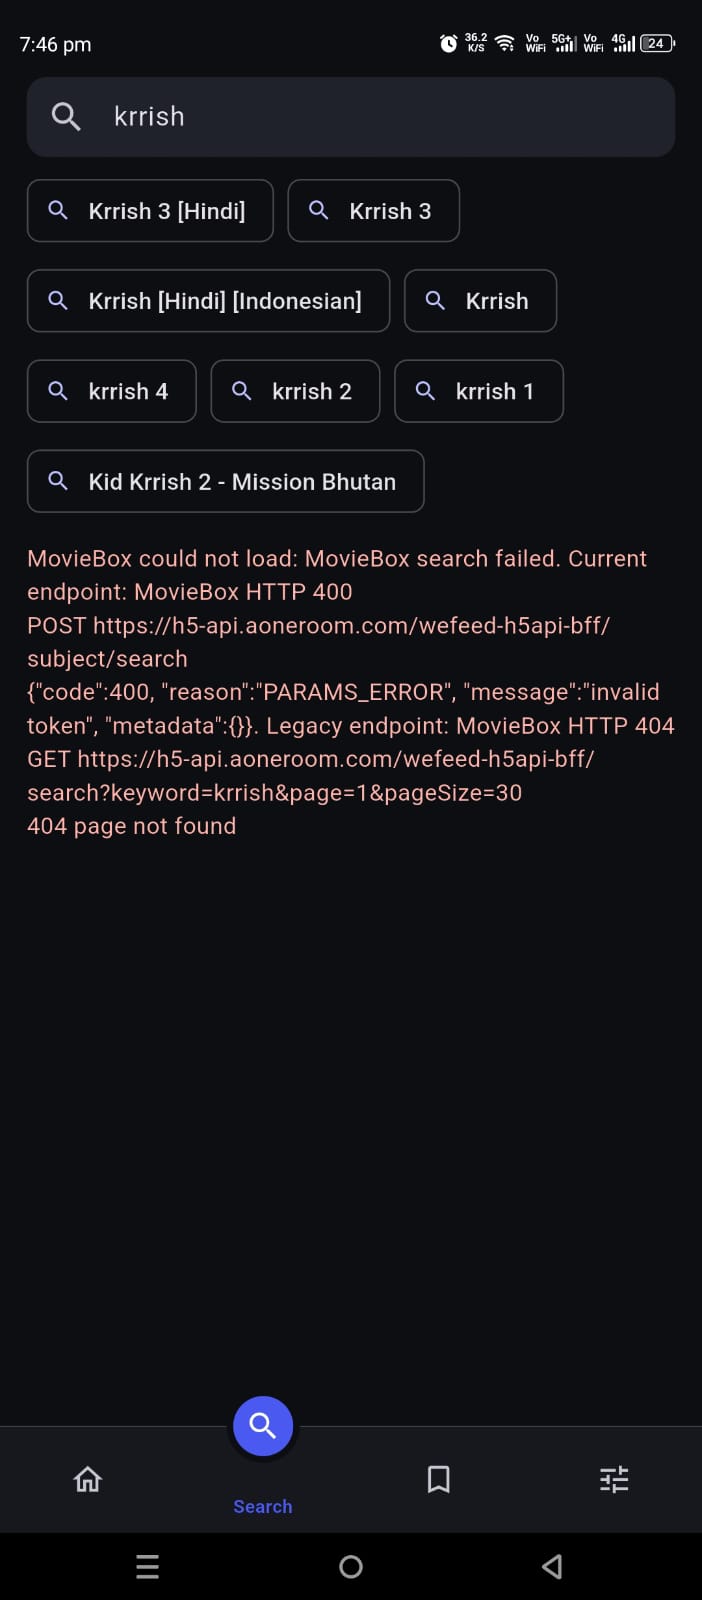 7:46 pm
36.2 K/S Vo WiFi 5G+ Vo WiFi 4G 24
krrish
Krrish 3 [Hindi] Krrish 3
Krrish [Hindi] [Indonesian] Krrish
krrish 4 krrish 2 krrish 1
Kid Krrish 2 - Mission Bhutan
MovieBox could not load: MovieBox search failed. Current
endpoint: MovieBox HTTP 400
POST https://h5-api.aoneroom.com/wefeed-h5api-bff/
subject/search
{"code":400, "reason":"PARAMS_ERROR", "message":"invalid
token", "metadata":{}}. Legacy endpoint: MovieBox HTTP 404
GET https://h5-api.aoneroom.com/wefeed-h5api-bff/
search?keyword=krrish&page=1&pageSize=30
404 page not found
Search